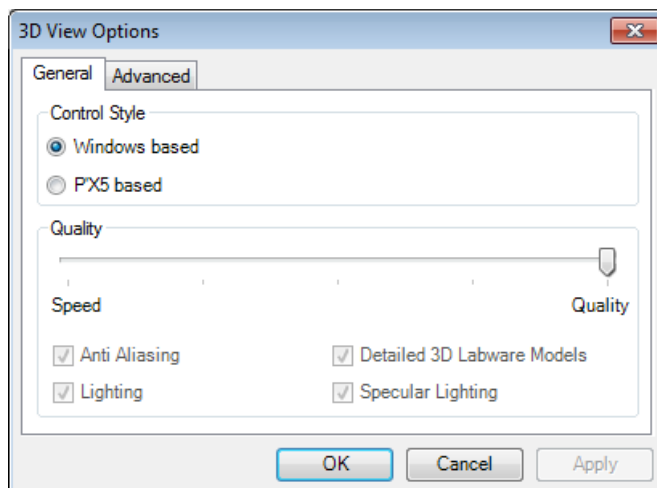 3D View Options
General Advanced
Control Style
Windows based
P'X5 based
Quality
Speed Quality
Anti Aliasing Detailed 3D Labware Models
Lighting Specular Lighting
OK Cancel Apply